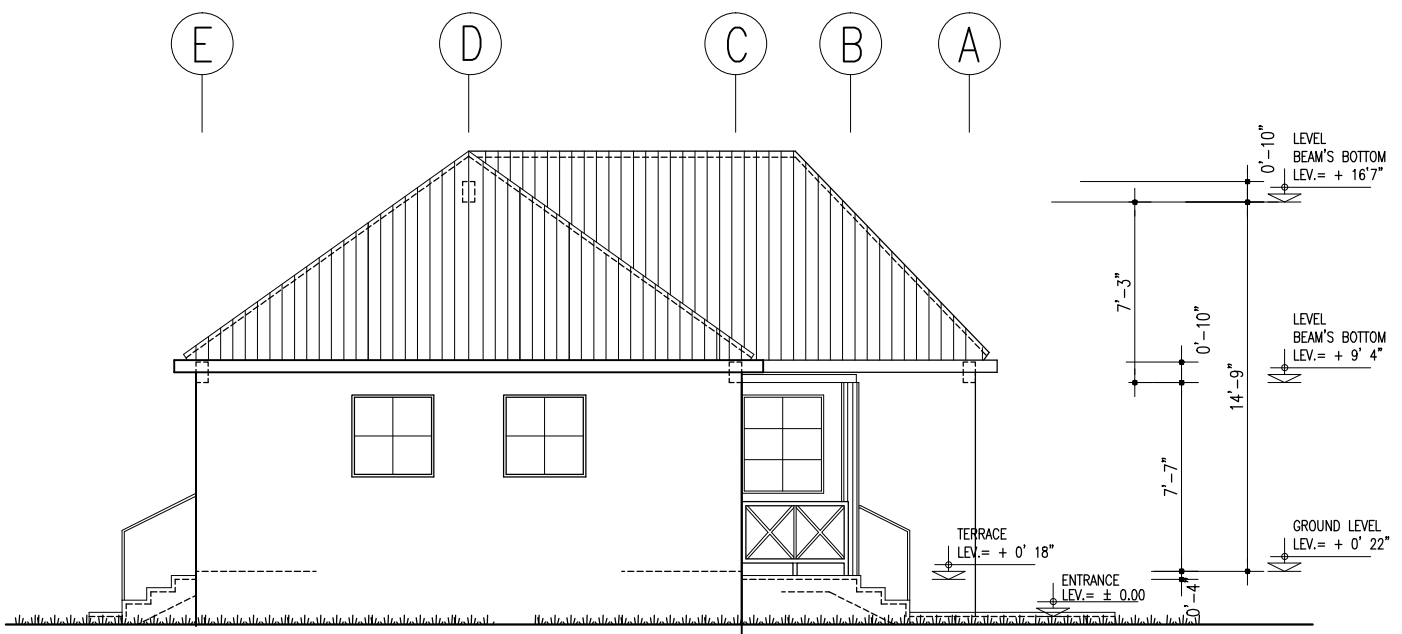 E D C B A
0'-10"
LEVEL
BEAM'S BOTTOM
LEV.= + 16'7"
7'-3"
0'-10"
LEVEL
BEAM'S BOTTOM
LEV.= + 9' 4"
14'-9"
7'-7"
TERRACE
LEV.= + 0' 18"
GROUND LEVEL
LEV.= + 0' 22"
ENTRANCE
LEV.= ± 0.00
0'-4"